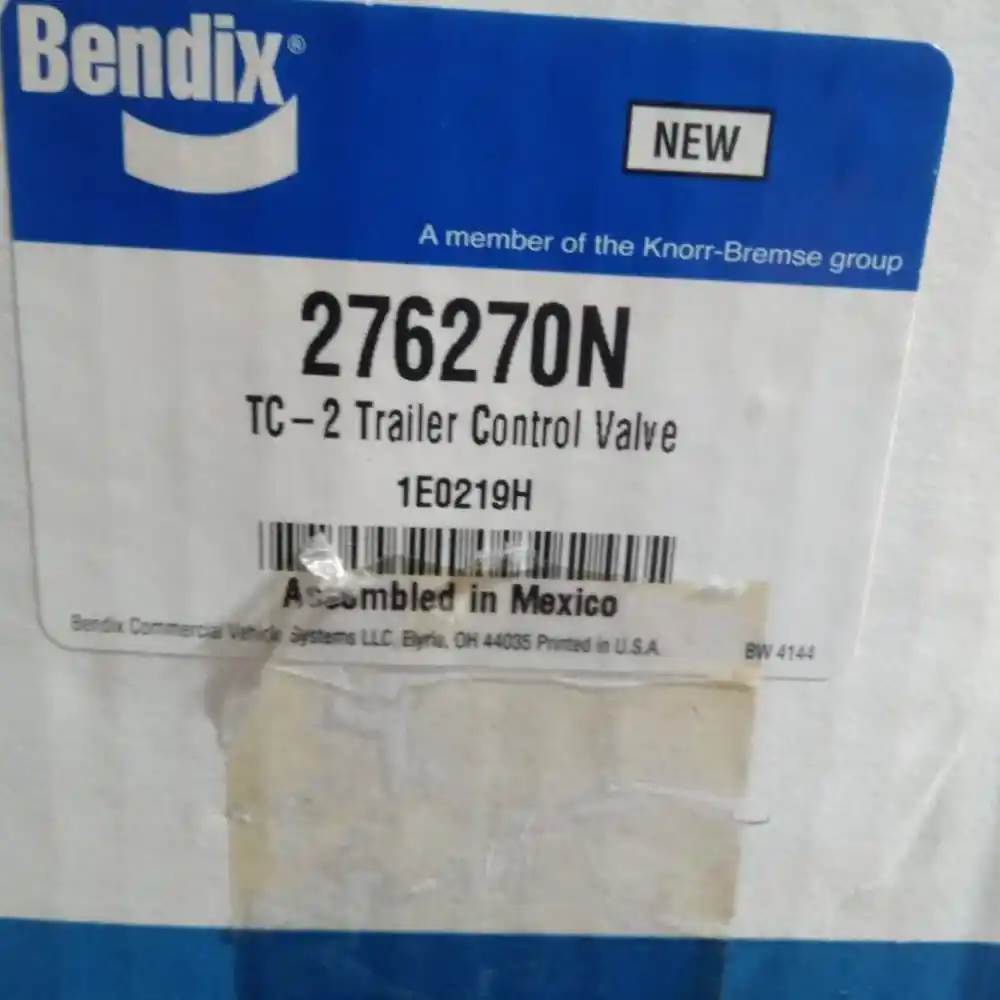 Bendix®
NEW
A member of the Knorr-Bremse group
276270N
TC-2 Trailer Control Valve
1E0219H
Assembled in Mexico
Bendix Commercial Vehicle Systems LLC, Elyria, OH 44035 Printed in U.S.A.
BW 4144